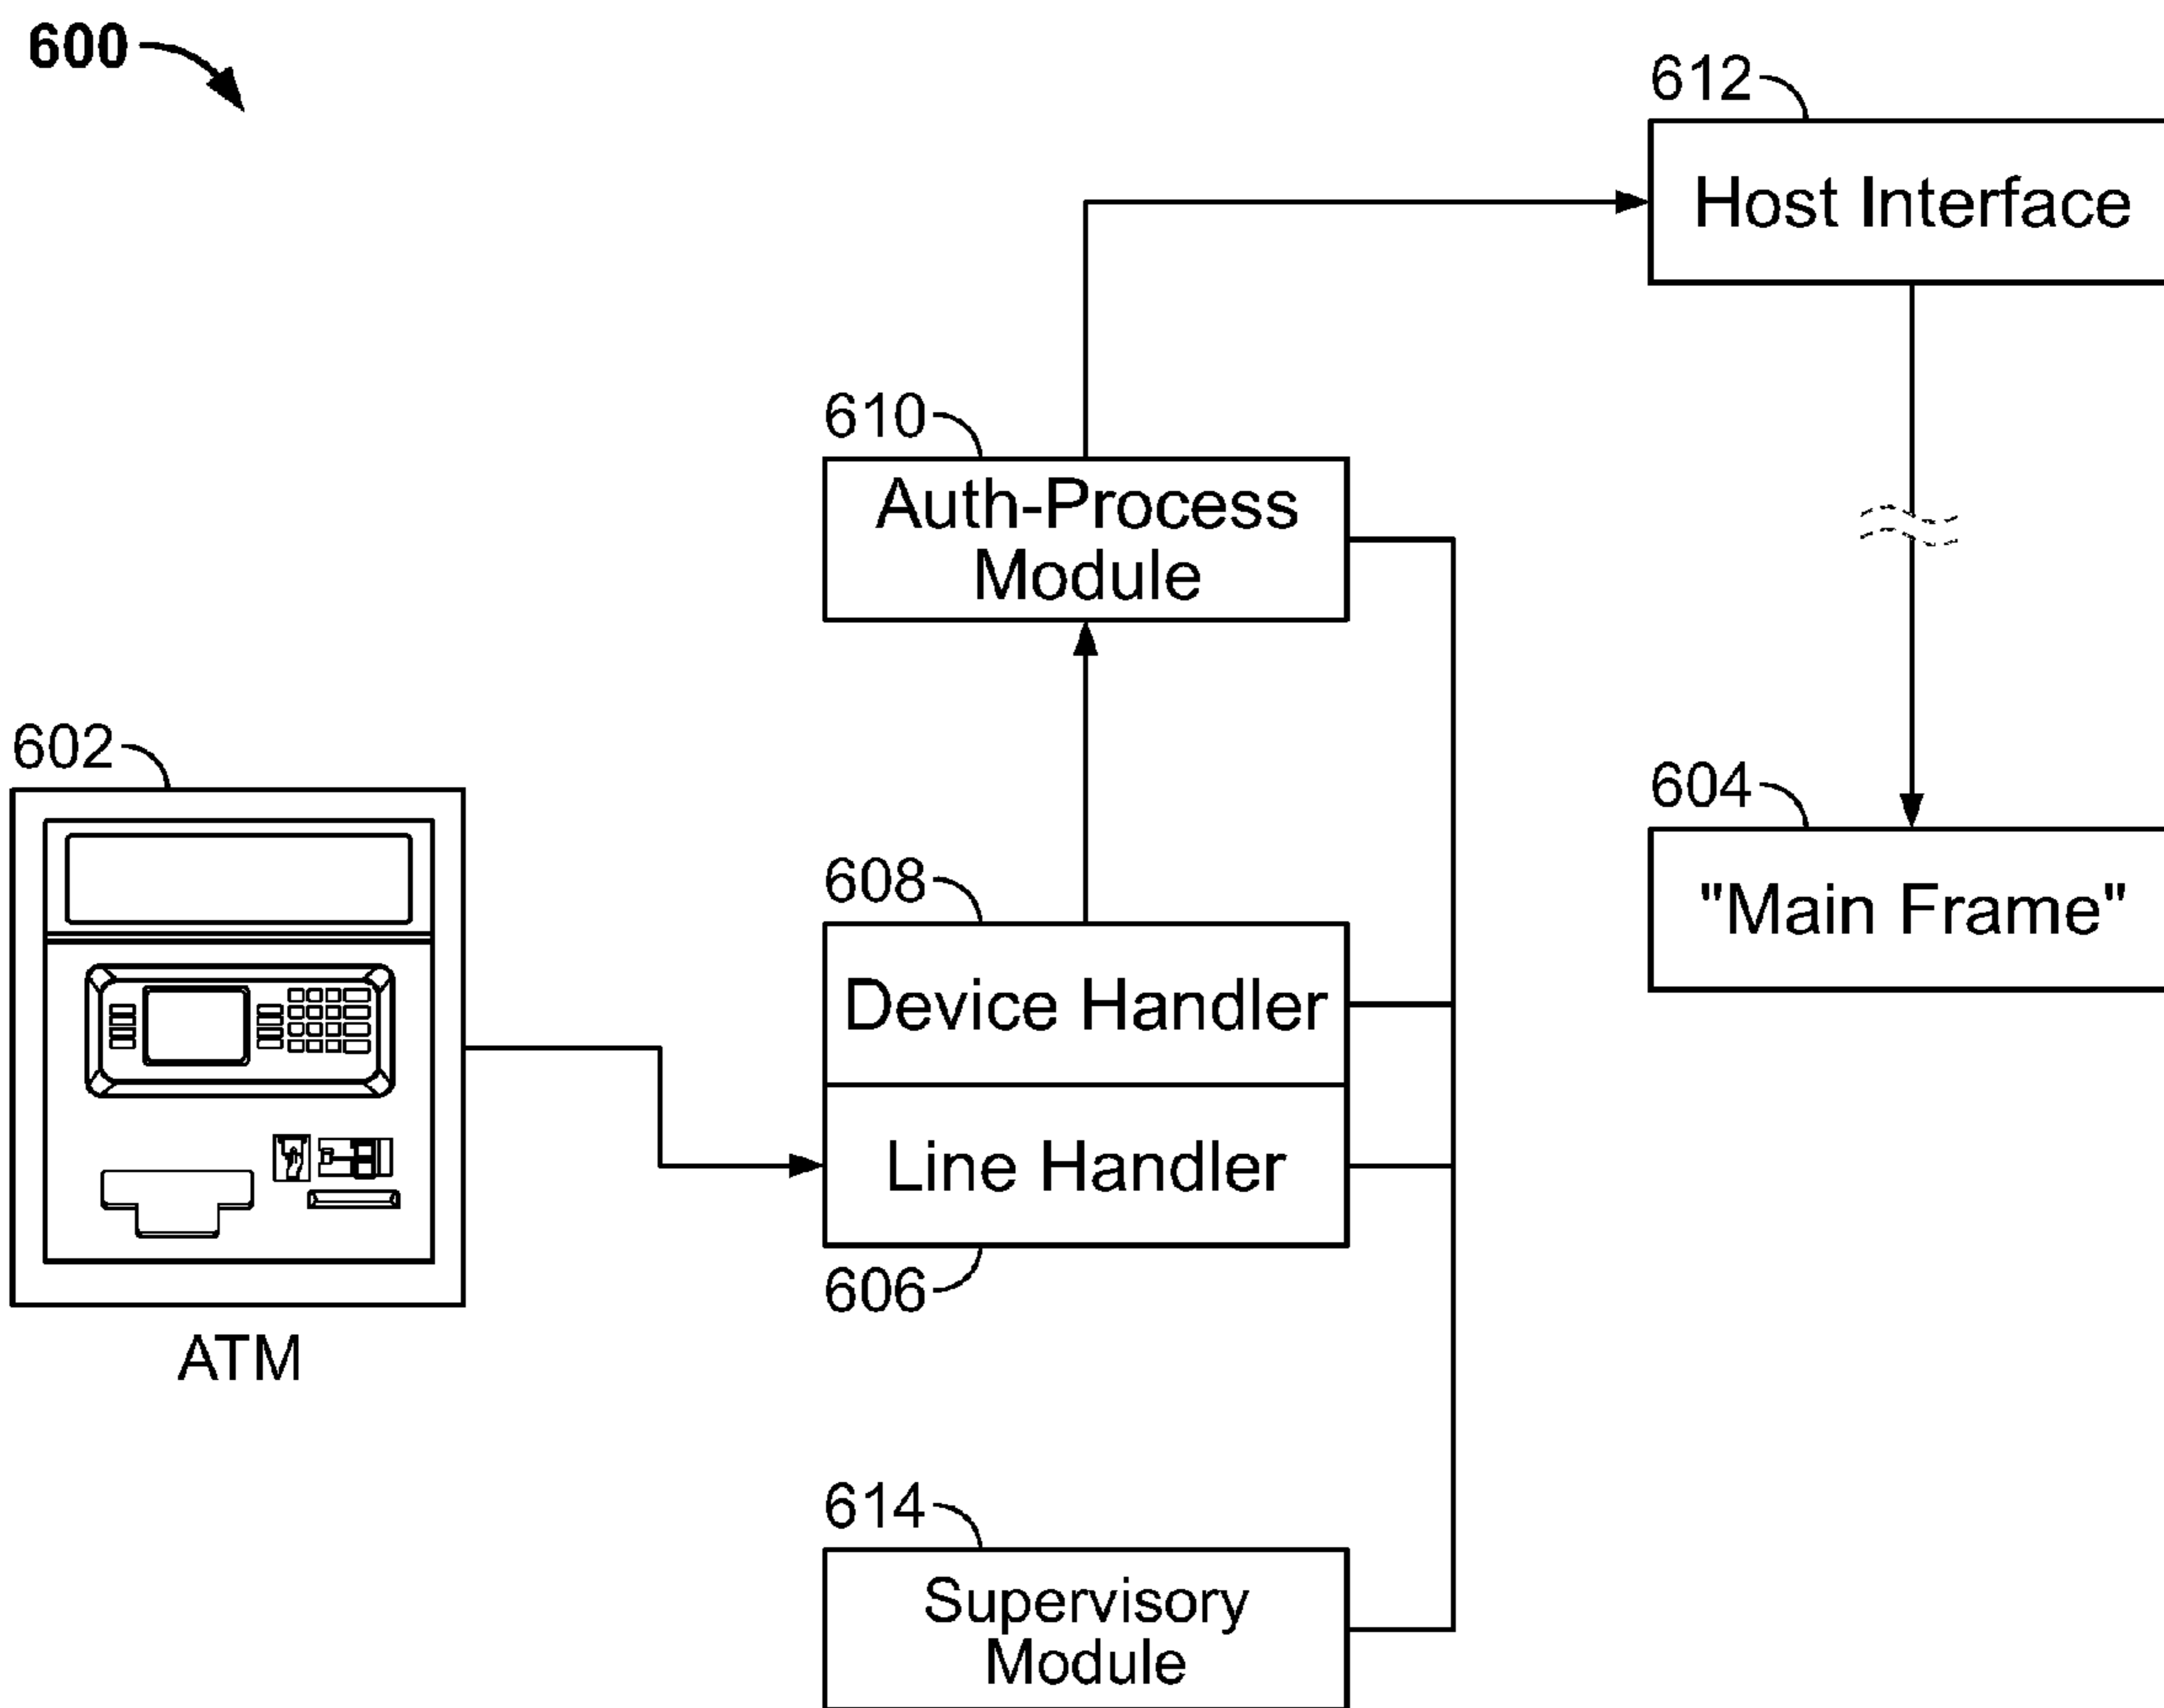 600
612
Host Interface
610
Auth-Process
Module
602
604
"Main Frame"
608
Device Handler
Line Handler
606
ATM
614
Supervisory
Module